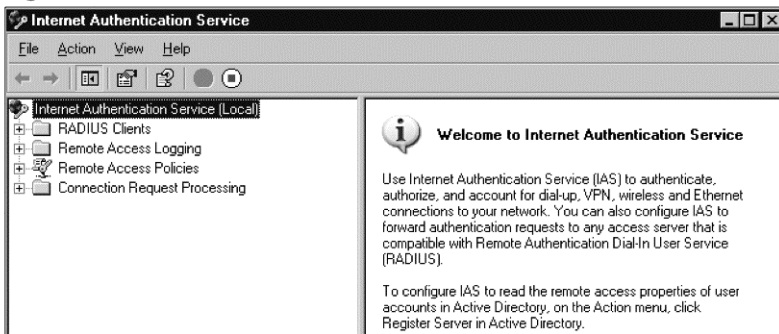 Internet Authentication Service
File Action View Help
Internet Authentication Service (Local)
RADIUS Clients
Remote Access Logging
Remote Access Policies
Connection Request Processing
Welcome to Internet Authentication Service
Use Internet Authentication Service (IAS) to authenticate,
authorize, and account for dial-up, VPN, wireless and Ethernet
connections to your network. You can also configure IAS to
forward authentication requests to any access server that is
compatible with Remote Authentication Dial-In User Service
(RADIUS).
To configure IAS to read the remote access properties of user
accounts in Active Directory, on the Action menu, click
Register Server in Active Directory.